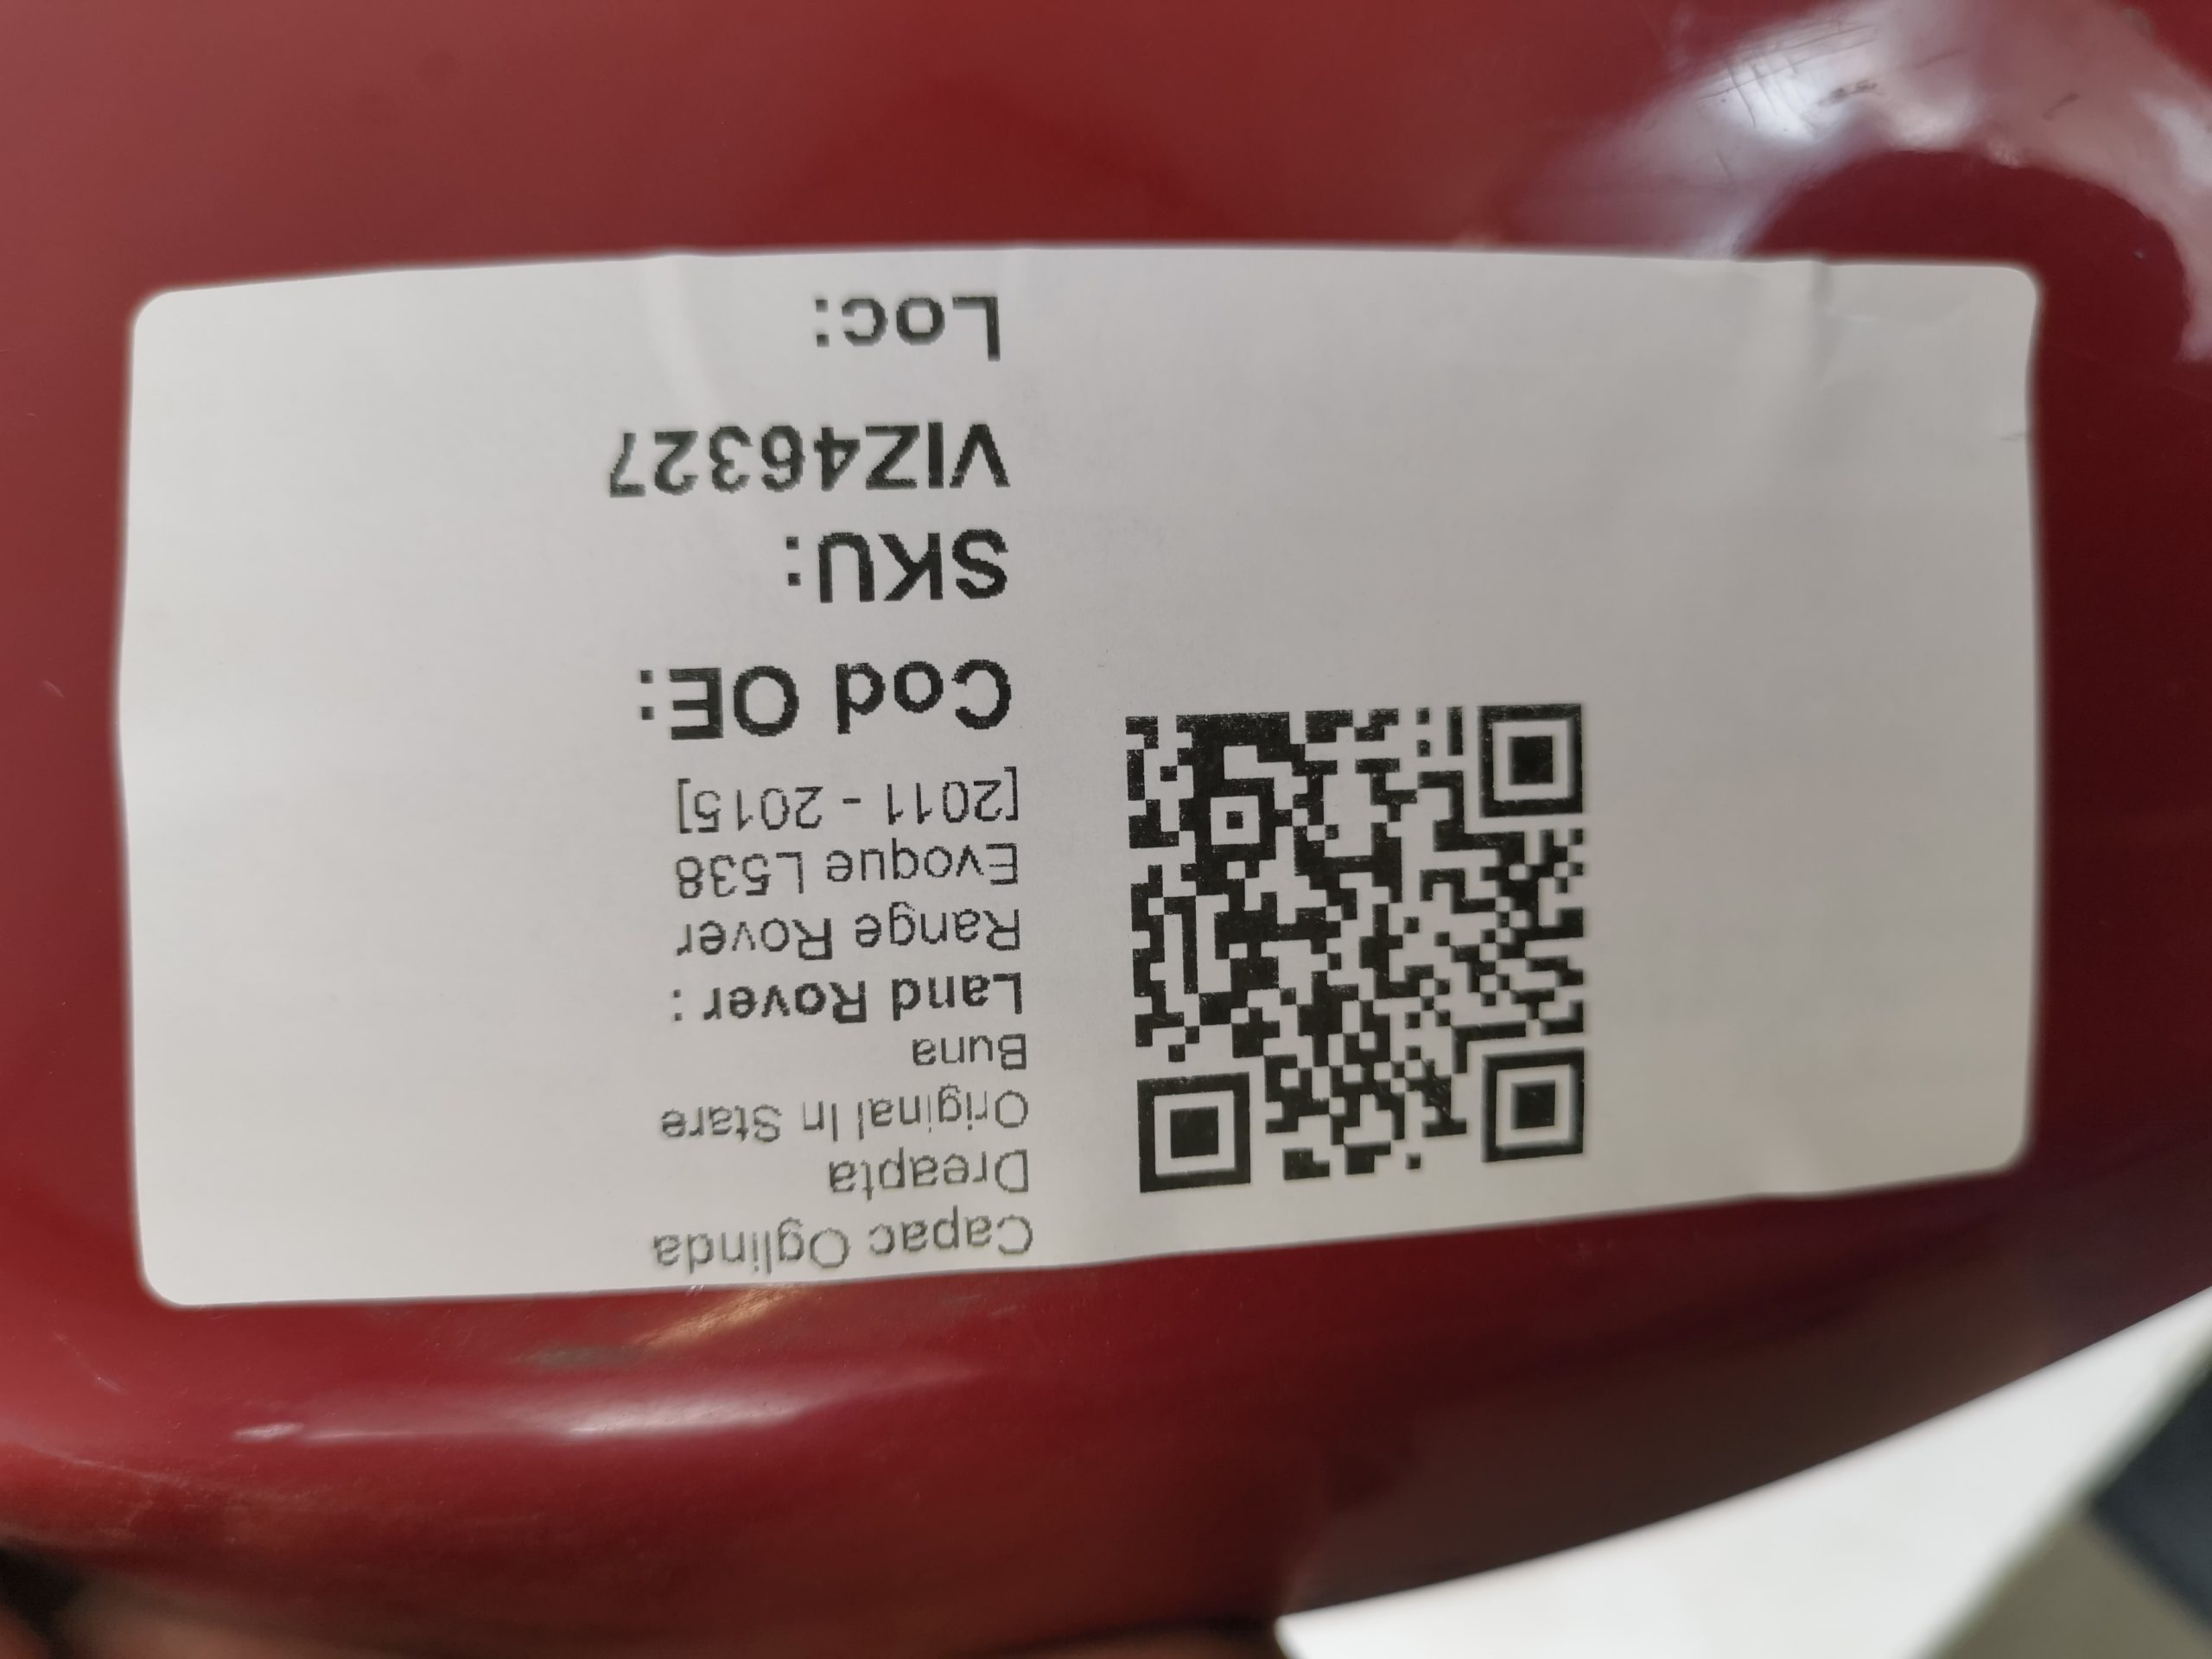 Capac Oglinda
Dreapta
Original In Stare
Buna
Land Rover :
Range Rover
Evoque L538
[2011 - 2015]
Cod OE:
SKU:
VIZ46327
Loc: